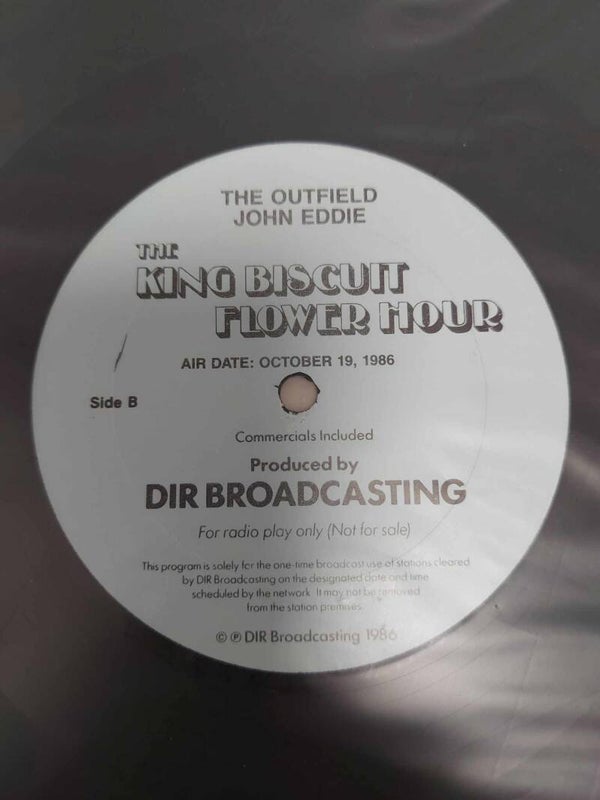 THE OUTFIELD
JOHN EDDIE
THE
KING BISCUIT
FLOWER HOUR
AIR DATE: OCTOBER 19, 1986
Side B
Commercials Included
Produced by
DIR BROADCASTING
For radio play only (Not for sale)
This program is solely for the one-time broadcast use of stations cleared
by DIR Broadcasting on the designated date and time
scheduled by the network. It may not be removed
from the station premises.
© ℗ DIR Broadcasting 1986